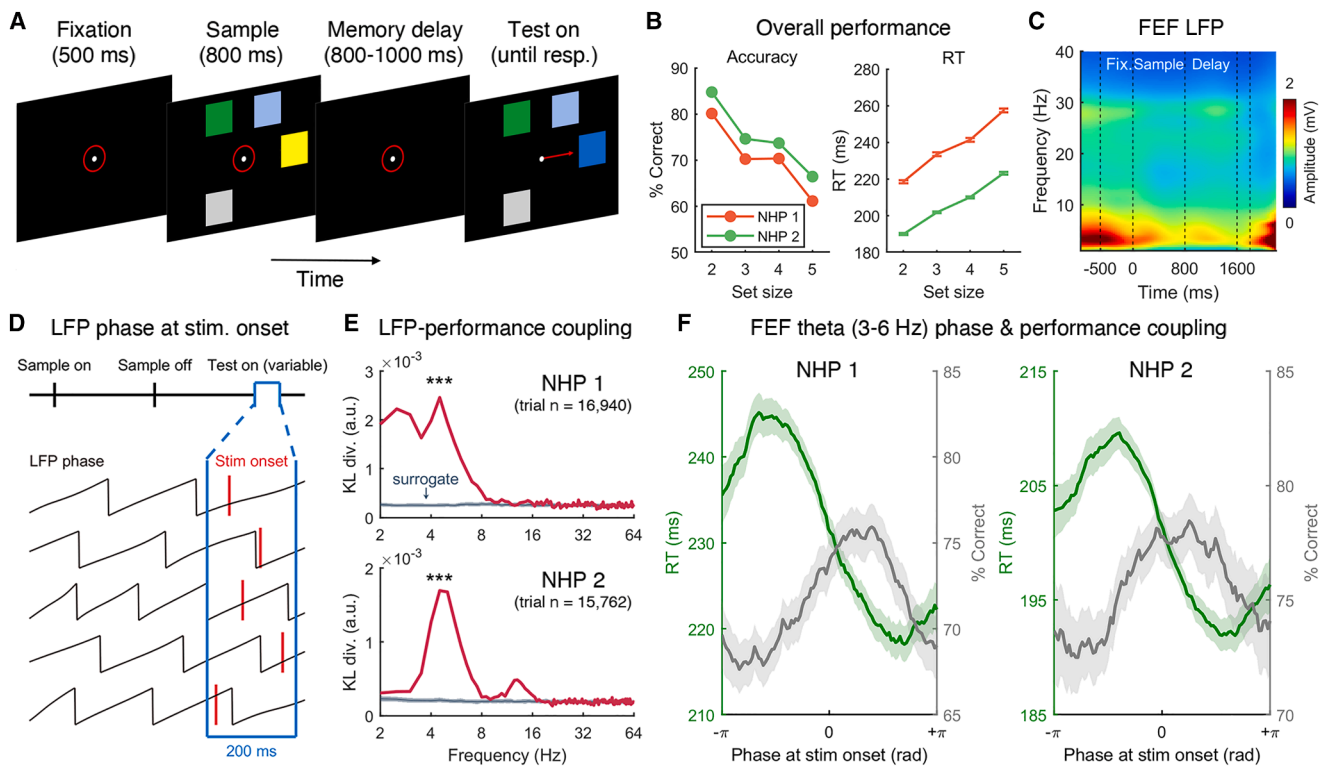 A
Fixation
(500 ms)
Sample
(800 ms)
Memory delay
(800-1000 ms)
Test on
(until resp.)
Time
B
Overall performance
Accuracy
% Correct
90
80
70
60
50
NHP 1
NHP 2
2 3 4 5
Set size
RT
RT (ms)
280
260
240
220
200
180
2 3 4 5
Set size
C
FEF LFP
Frequency (Hz)
40
30
20
10
Fix. Sample Delay
-500 0 800 1600
Time (ms)
2
0
Amplitude (mV)
D
LFP phase at stim. onset
Sample on
Sample off
Test on (variable)
LFP phase
Stim onset
200 ms
E
LFP-performance coupling
×10⁻³
KL div. (a.u.)
3
2
1
0
***
NHP 1
(trial n = 16,940)
surrogate
2 4 8 16 32 64
×10⁻³
KL div. (a.u.)
2
1
0
***
NHP 2
(trial n = 15,762)
2 4 8 16 32 64
Frequency (Hz)
F
FEF theta (3-6 Hz) phase & performance coupling
NHP 1
RT (ms)
250
240
230
220
210
85
80
75
70
65
% Correct
-π 0 +π
Phase at stim onset (rad)
NHP 2
RT (ms)
215
205
195
185
85
80
75
70
% Correct
-π 0 +π
Phase at stim onset (rad)